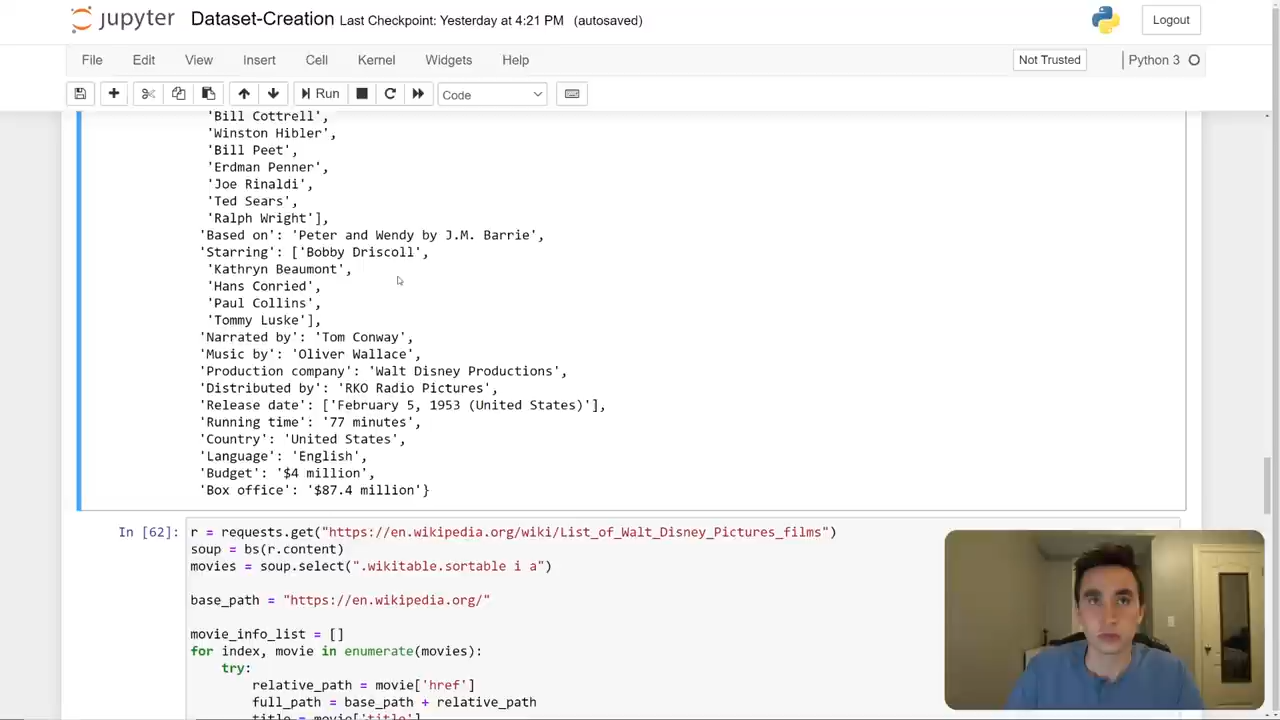 jupyter Dataset-Creation Last Checkpoint: Yesterday at 4:21 PM (autosaved) Logout
File Edit View Insert Cell Kernel Widgets Help Not Trusted Python 3
Run Code
'Bill Cottrell',
'Winston Hibler',
'Bill Peet',
'Erdman Penner',
'Joe Rinaldi',
'Ted Sears',
'Ralph Wright'],
'Based on': 'Peter and Wendy by J.M. Barrie',
'Starring': ['Bobby Driscoll',
'Kathryn Beaumont',
'Hans Conried',
'Paul Collins',
'Tommy Luske'],
'Narrated by': 'Tom Conway',
'Music by': 'Oliver Wallace',
'Production company': 'Walt Disney Productions',
'Distributed by': 'RKO Radio Pictures',
'Release date': ['February 5, 1953 (United States)'],
'Running time': '77 minutes',
'Country': 'United States',
'Language': 'English',
'Budget': '$4 million',
'Box office': '$87.4 million'}
In [62]: r = requests.get("https://en.wikipedia.org/wiki/List_of_Walt_Disney_Pictures_films")
soup = bs(r.content)
movies = soup.select(".wikitable.sortable i a")
base_path = "https://en.wikipedia.org/"
movie_info_list = []
for index, movie in enumerate(movies):
try:
relative_path = movie['href']
full_path = base_path + relative_path
title = movie['title']